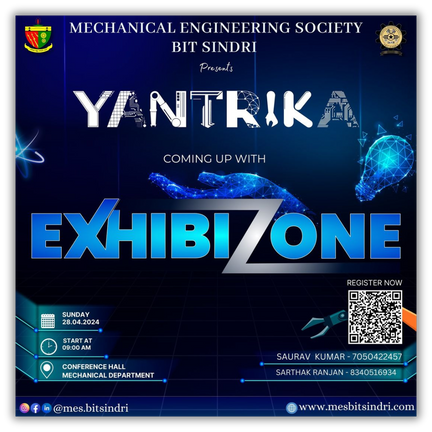 MECHANICAL ENGINEERING SOCIETY
BIT SINDRI
Presents
YANTRIKA
COMING UP WITH
EXHIBIZONE
REGISTER NOW
SUNDAY
28.04.2024
START AT
09:00 AM
CONFERENCE HALL
MECHANICAL DEPARTMENT
SAURAV KUMAR - 7050422457
SARTHAK RANJAN - 8340516934
@mes.bitsindri
www.mesbitsindri.com